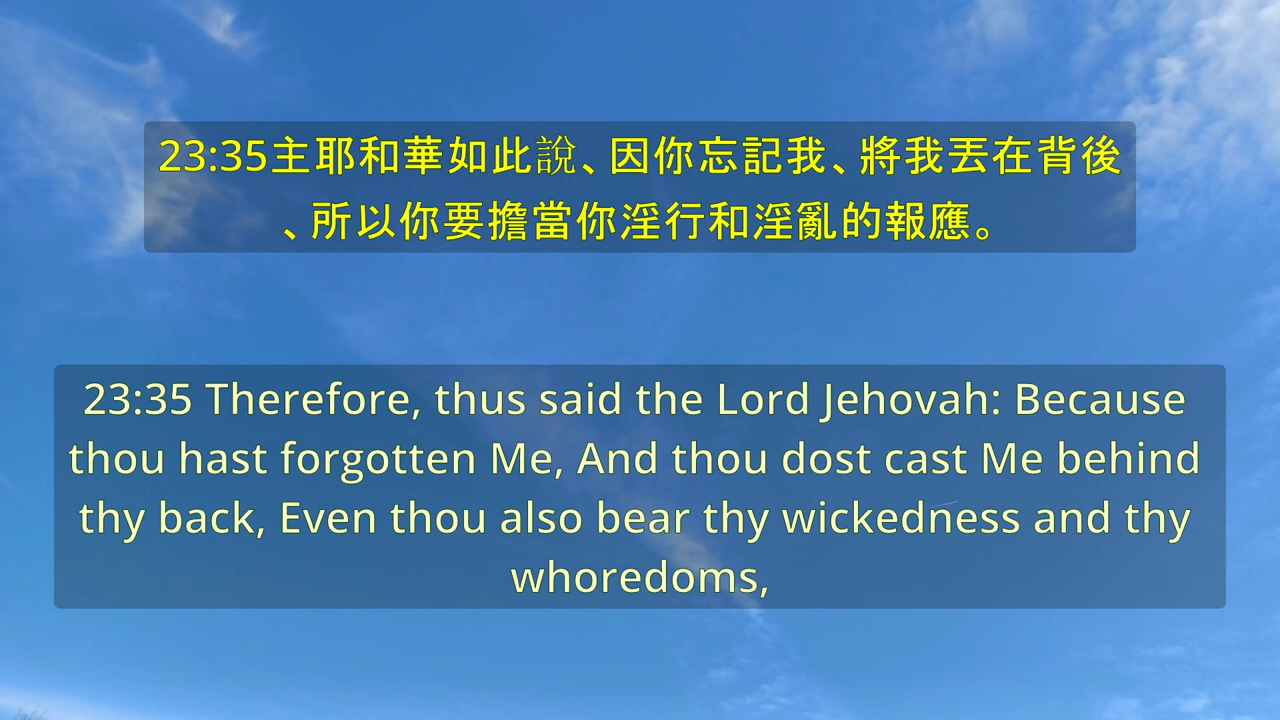 23:35主耶和華如此說、因你忘記我、將我丟在背後
、所以你要擔當你淫行和淫亂的報應。
23:35 Therefore, thus said the Lord Jehovah: Because
thou hast forgotten Me, And thou dost cast Me behind
thy back, Even thou also bear thy wickedness and thy
whoredoms,